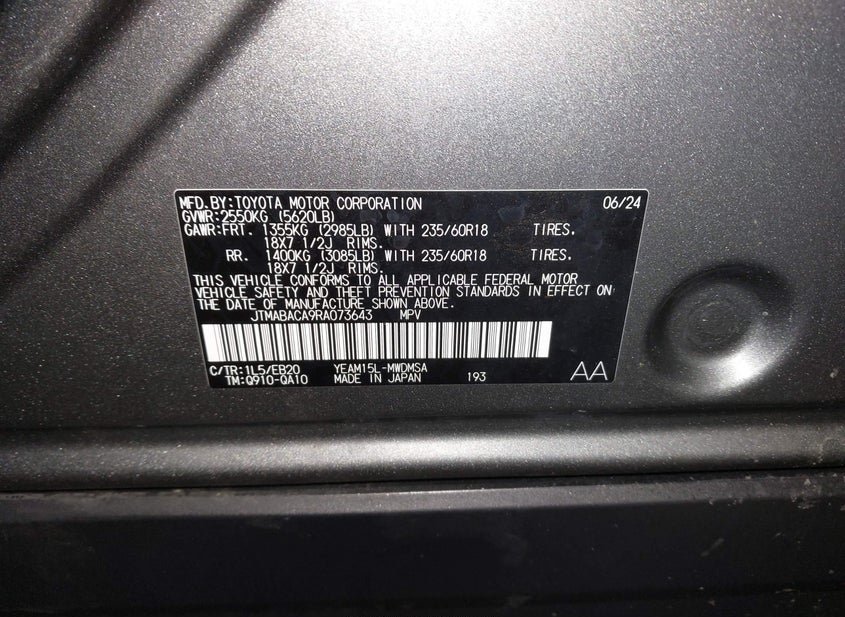 MFD.BY:TOYOTA MOTOR CORPORATION 06/24
GVWR:2550KG (5620LB)
GAWR:FRT. 1355KG (2985LB) WITH 235/60R18 TIRES.
18X7 1/2J RIMS.
RR. 1400KG (3085LB) WITH 235/60R18 TIRES.
18X7 1/2J RIMS.
THIS VEHICLE CONFORMS TO ALL APPLICABLE FEDERAL MOTOR
VEHICLE SAFETY AND THEFT PREVENTION STANDARDS IN EFFECT ON
THE DATE OF MANUFACTURE SHOWN ABOVE.
JTMABACA9RA073643 MPV
C/TR:1L5/EB20 YEAM15L-MWDMSA
TM:Q910-QA10 MADE IN JAPAN 193 AA